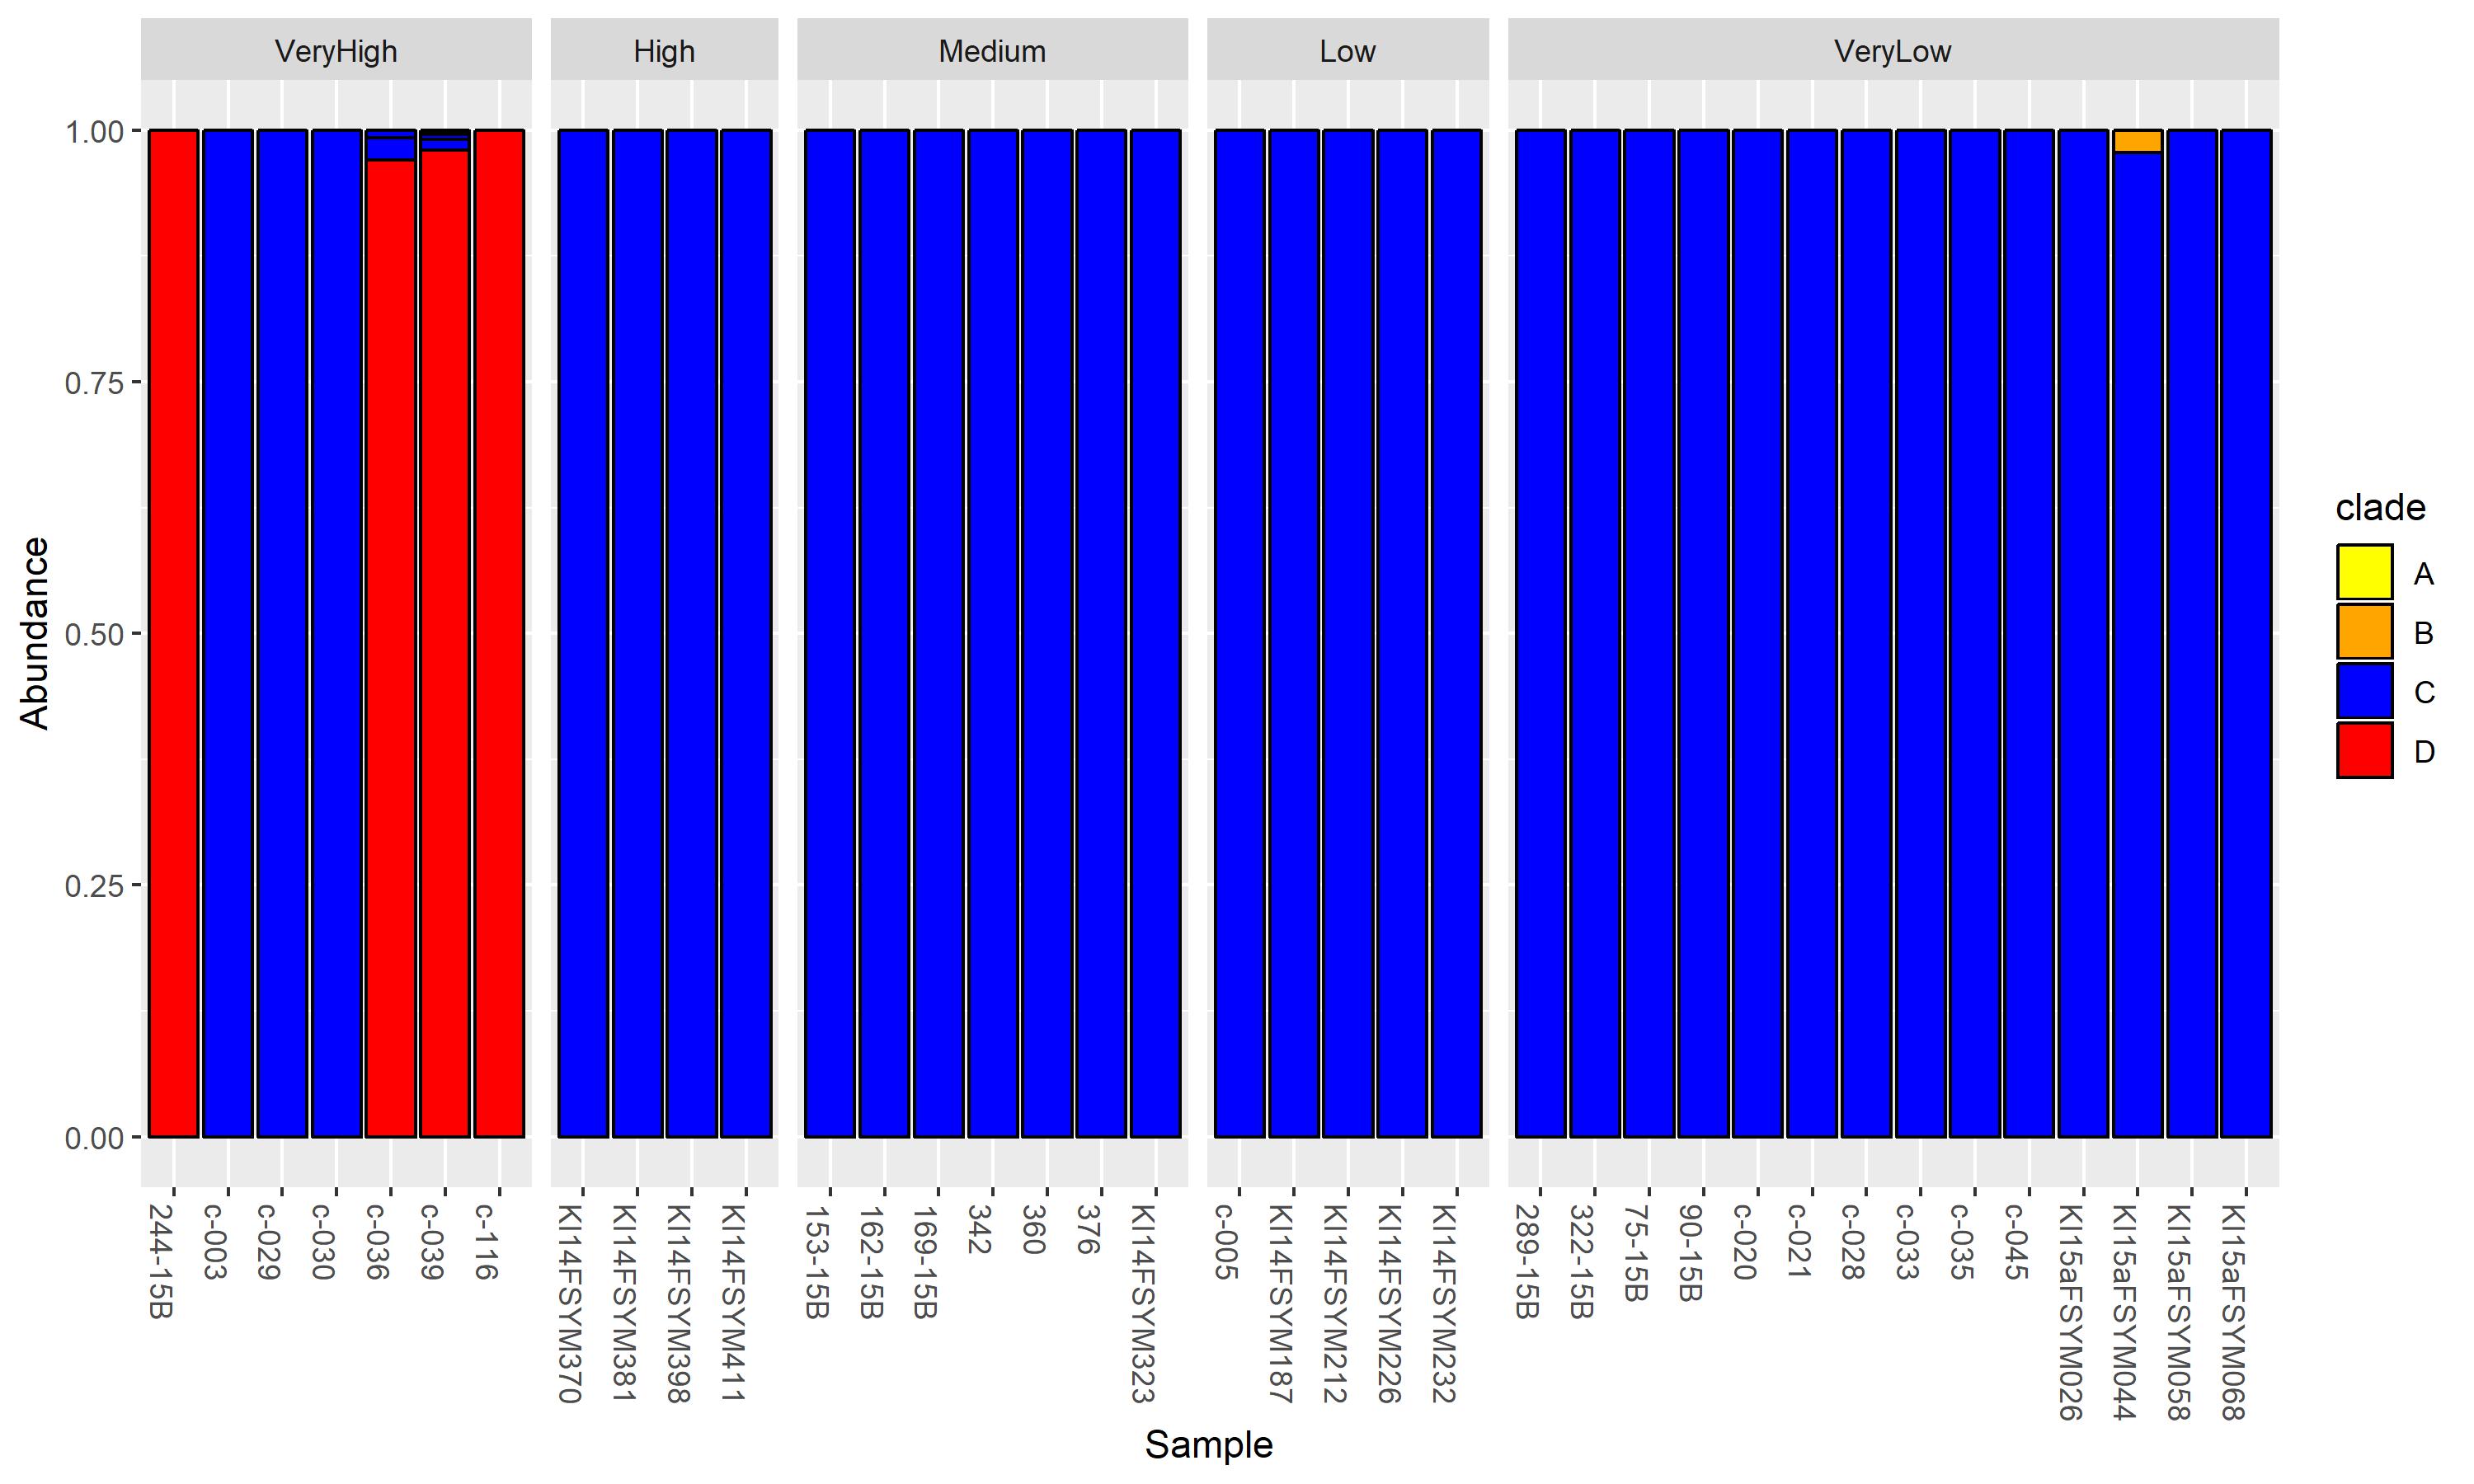 VeryHigh High Medium Low VeryLow
1.00
0.75
0.50
0.25
0.00
Abundance
clade
A
B
C
D
244-15B
c-003
c-029
c-030
c-036
c-039
c-116
KI14FSYM370
KI14FSYM381
KI14FSYM398
KI14FSYM411
153-15B
162-15B
169-15B
342
360
376
KI14FSYM323
c-005
KI14FSYM187
KI14FSYM212
KI14FSYM226
KI14FSYM232
289-15B
322-15B
75-15B
90-15B
c-020
c-021
c-028
c-033
c-035
c-045
KI15aFSYM026
KI15aFSYM044
KI15aFSYM058
KI15aFSYM068
Sample